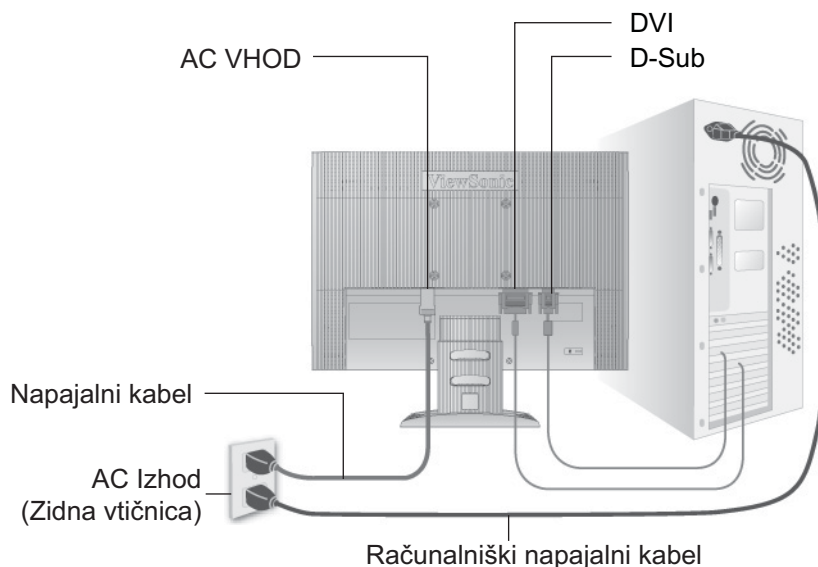 DVI
AC VHOD
D-Sub
ViewSonic
Napajalni kabel
AC Izhod
(Zidna vtičnica)
Računalniški napajalni kabel